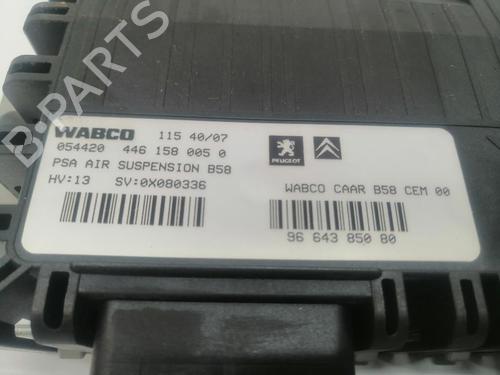 WABCO 115 40/07
054420 446 158 005 0
PSA AIR SUSPENSION B58
HV:13 SV:0X080336
PEUGEOT
WABCO CAAR B58 CEM 00
96 643 850 80
B-PARTS